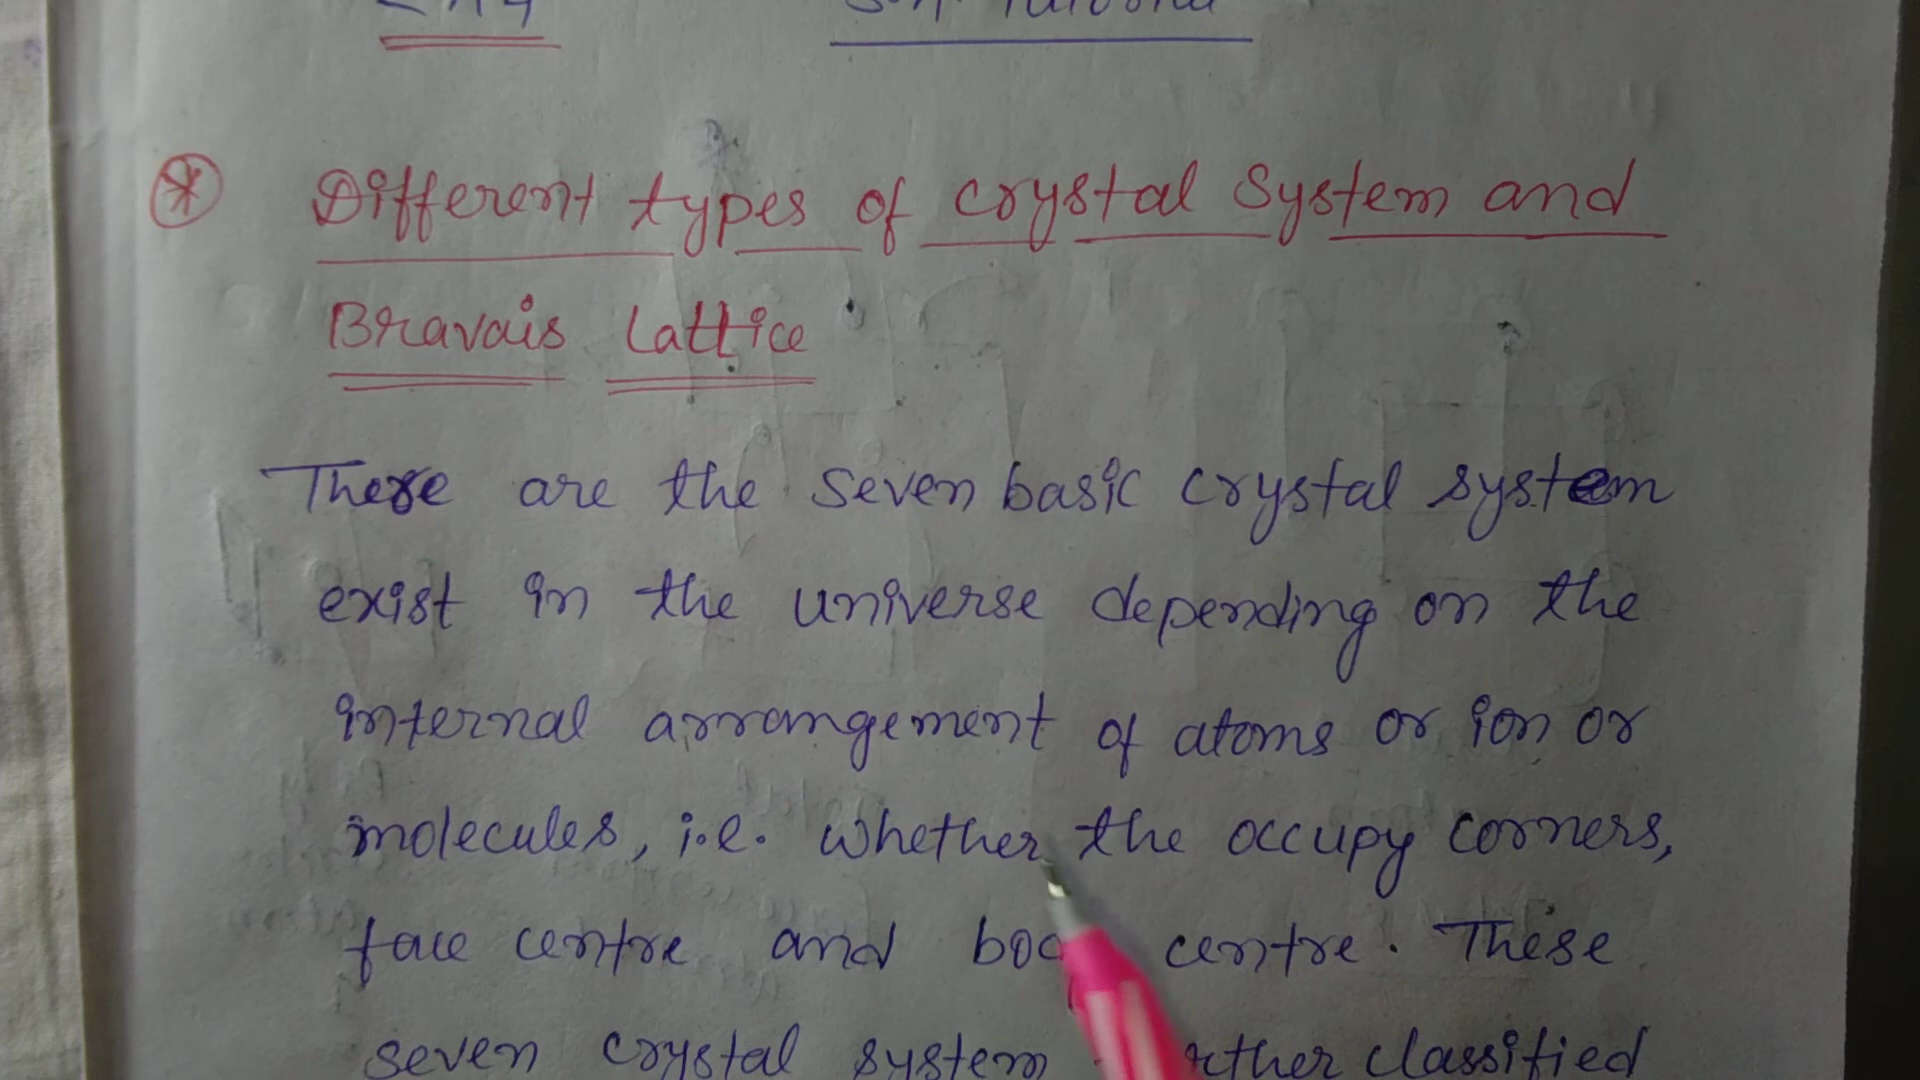 Different types of crystal System and
Bravais Lattice
There are the seven basic crystal system
exist in the universe depending on the
internal arrangement of atoms or ion or
molecules, i.e. whether the occupy corners,
face centre and centre. These
seven crystal system classified